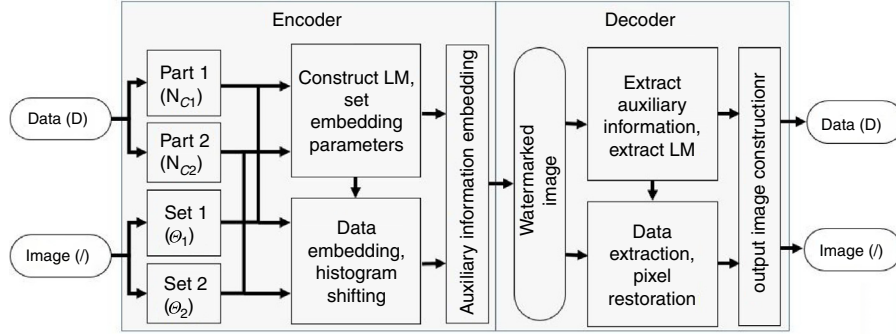 Encoder
Decoder
Data (D)
Image (/)
Part 1
(N_C1)
Part 2
(N_C2)
Set 1
(Θ_1)
Set 2
(Θ_2)
Construct LM,
set
embedding
parameters
Data
embedding,
histogram
shifting
Auxiliary information embedding
Watermarked
image
Extract
auxiliary
information,
extract LM
Data
extraction,
pixel
restoration
output image constructionr
Data (D)
Image (/)